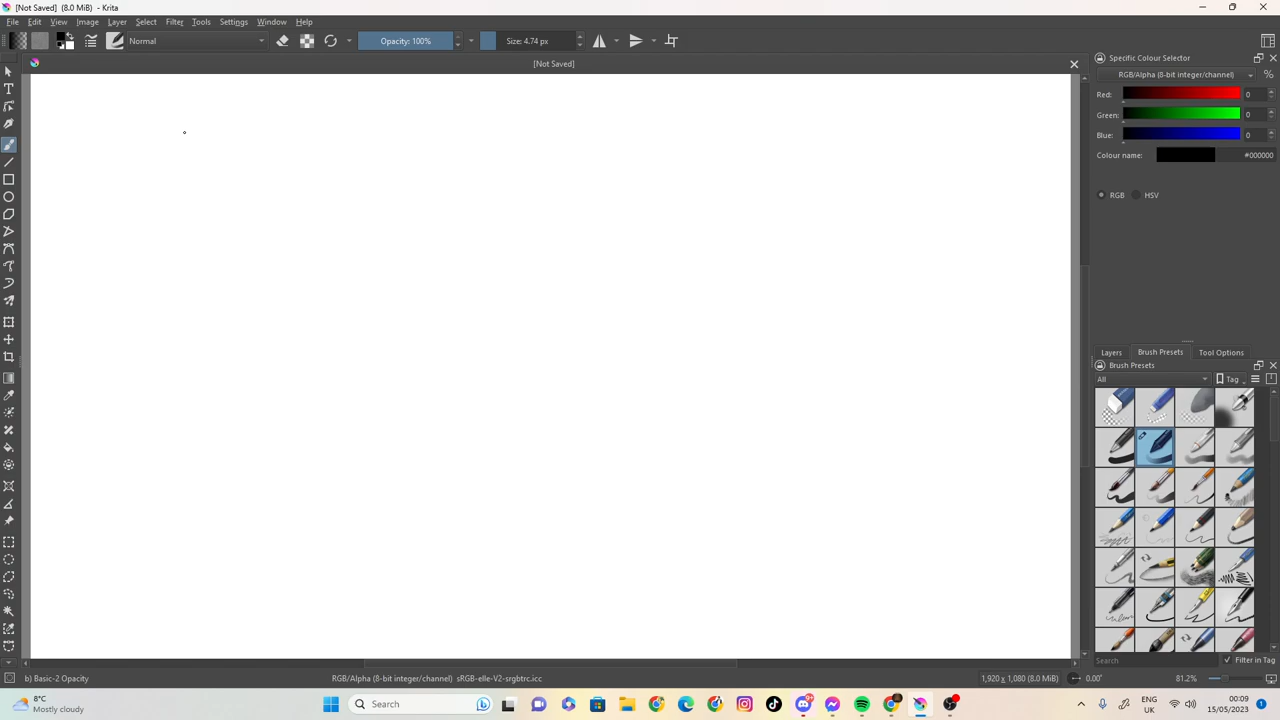 [Not Saved]  (8.0 MiB)  - Krita
File Edit View Image Layer Select Filter Tools Settings Window Help
Normal Opacity: 100% Size: 4.74 px
[Not Saved]
Specific Colour Selector
RGB/Alpha (8-bit integer/channel) %
Red: 0
Green: 0
Blue: 0
Colour name: #000000
RGB HSV
Layers Brush Presets Tool Options
Brush Presets
All Tag
Search Filter in Tag
b) Basic-2 Opacity RGB/Alpha (8-bit integer/channel)  sRGB-elle-V2-srgbtrc.icc 1,920 x 1,080 (8.0 MiB) 0.00° 81.2%
8°C
Mostly cloudy
Search
9+
ENG
UK
00:09
15/05/2023
1